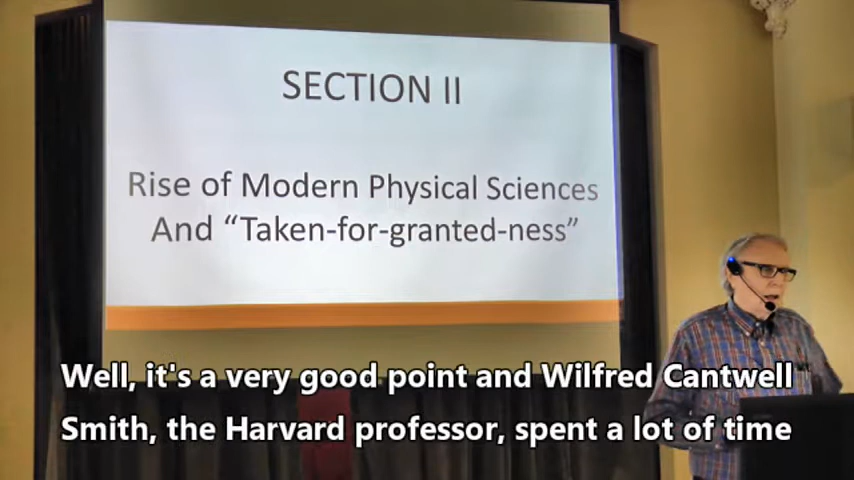 SECTION II
Rise of Modern Physical Sciences
And “Taken-for-granted-ness”
Well, it's a very good point and Wilfred Cantwell
Smith, the Harvard professor, spent a lot of time